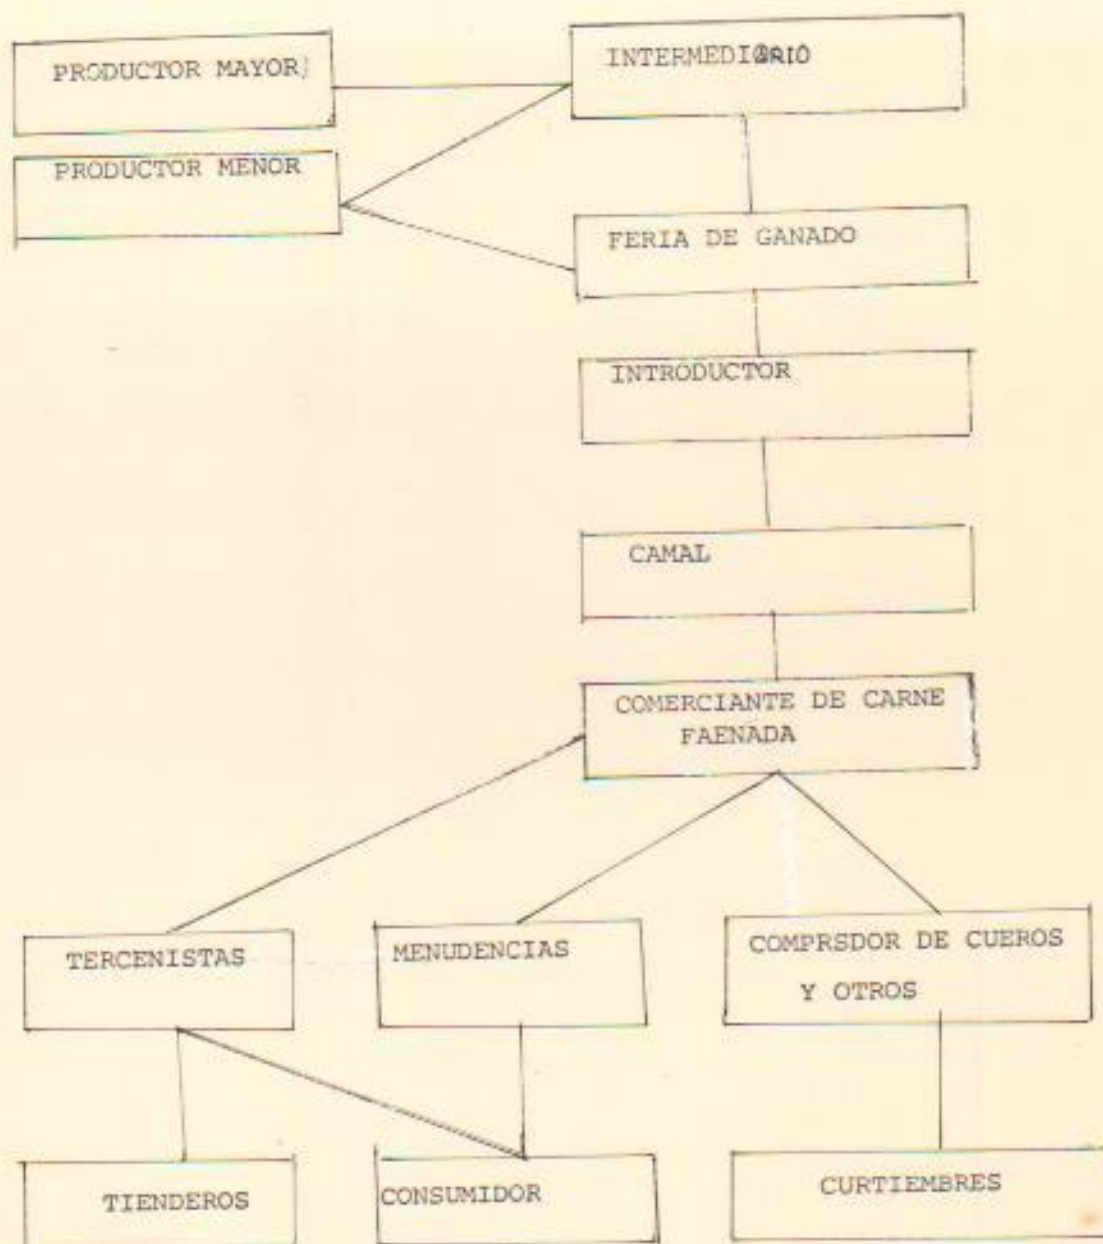 PRODUCTOR MAYOR
INTERMEDIARIO
PRODUCTOR MENOR
FERIA DE GANADO
INTRODUCTOR
CAMAL
COMERCIANTE DE CARNE
FAENADA
TERCENISTAS
MENUDENCIAS
COMPRSDOR DE CUEROS
Y OTROS
TIENDEROS
CONSUMIDOR
CURTIEMBRES